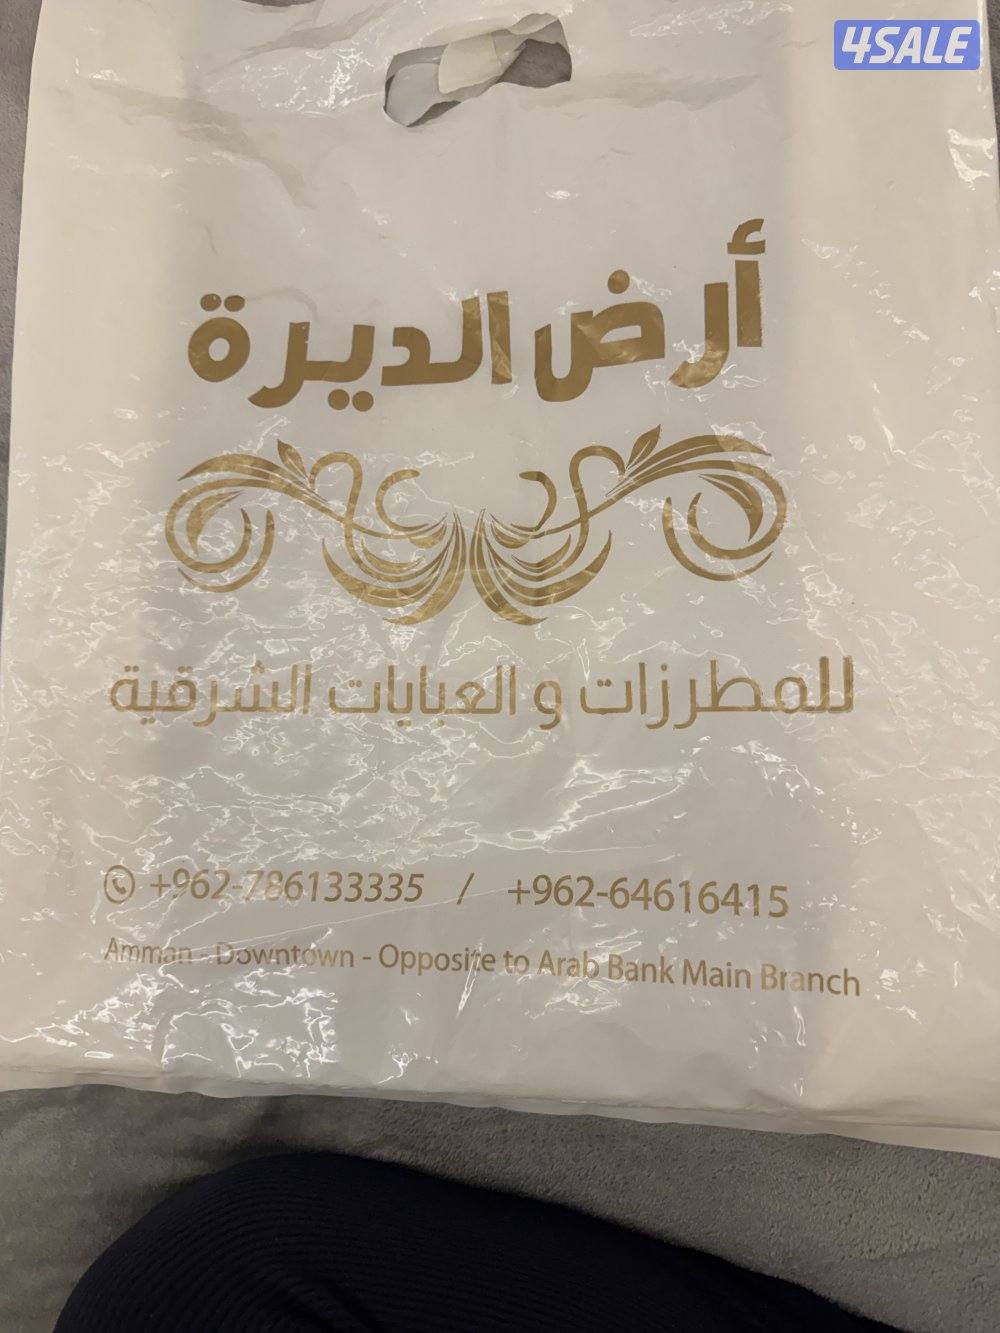 4SALE
أرض الديرة
للمطرزات و العبايات الشرقية
+962-786133335 / +962-64616415
Amman - Downtown - Opposite to Arab Bank Main Branch